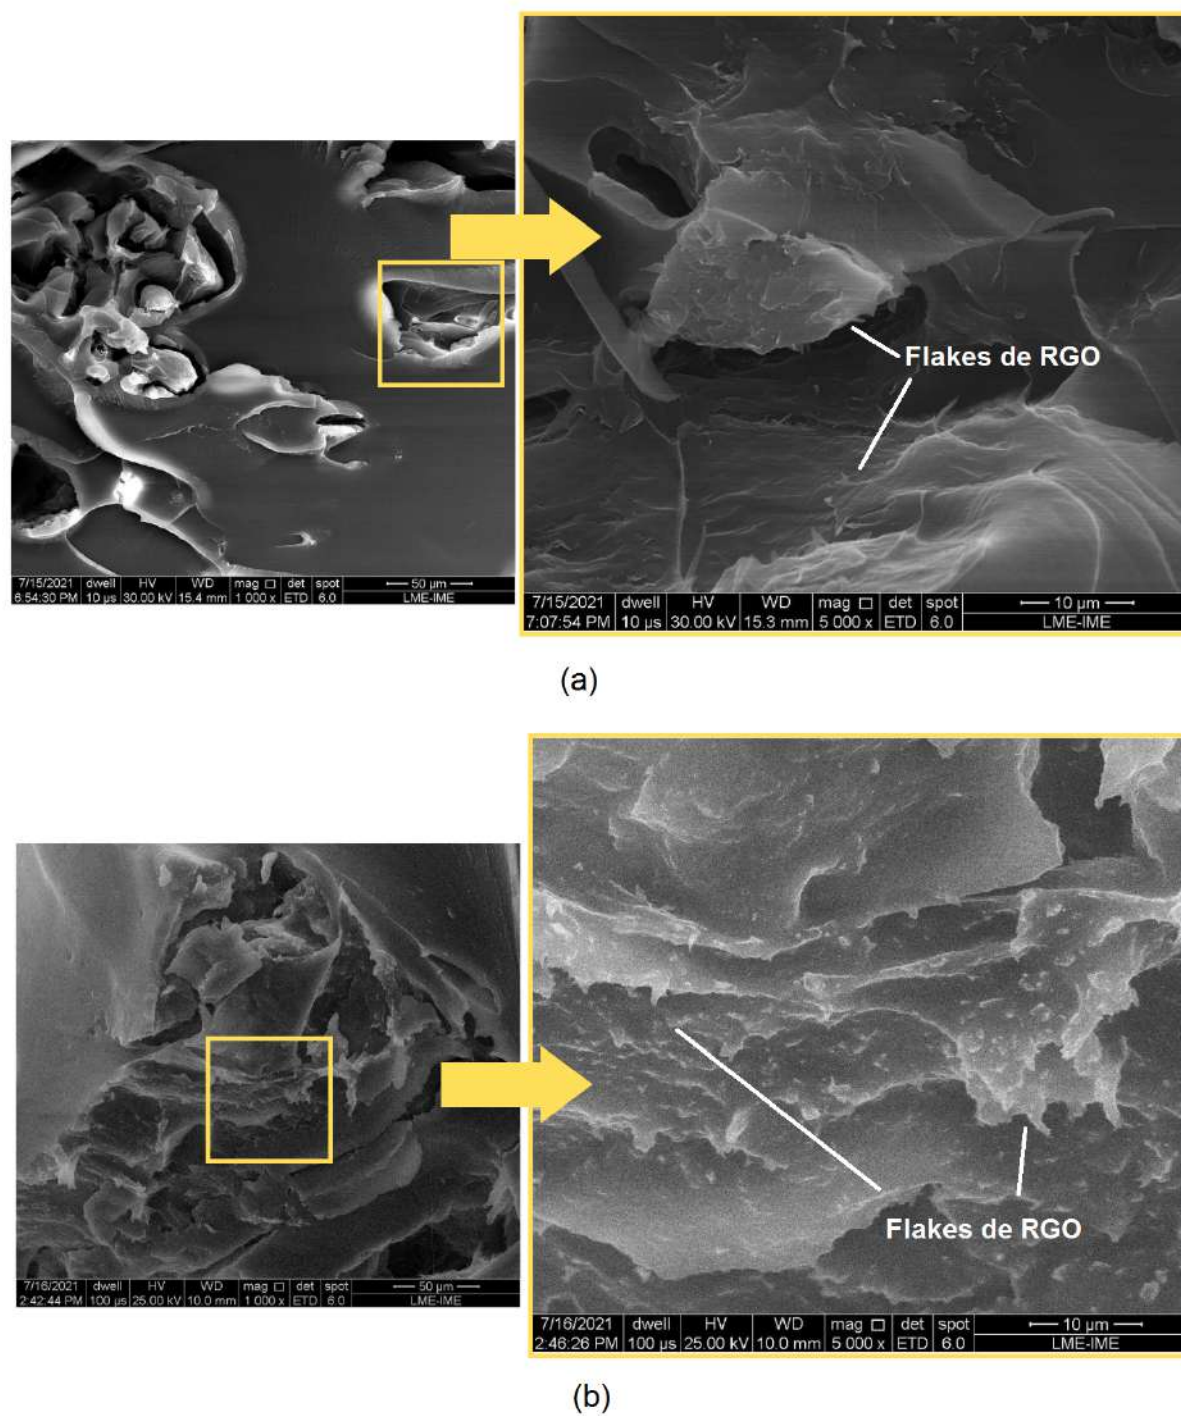 Flakes de RGO
7/15/2021 dwell HV WD mag □ det spot 50 µm
6:54:30 PM 10 µs 30.00 kV 15.4 mm 1 000 x ETD 6.0 LME-IME
7/15/2021 dwell HV WD mag □ det spot 10 µm
7:07:54 PM 10 µs 30.00 kV 15.3 mm 5 000 x ETD 6.0 LME-IME
(a)
Flakes de RGO
7/16/2021 dwell HV WD mag □ det spot 50 µm
2:42:44 PM 100 µs 25.00 kV 10.0 mm 1 000 x ETD 6.0 LME-IME
7/16/2021 dwell HV WD mag □ det spot 10 µm
2:46:26 PM 100 µs 25.00 kV 10.0 mm 5 000 x ETD 6.0 LME-IME
(b)